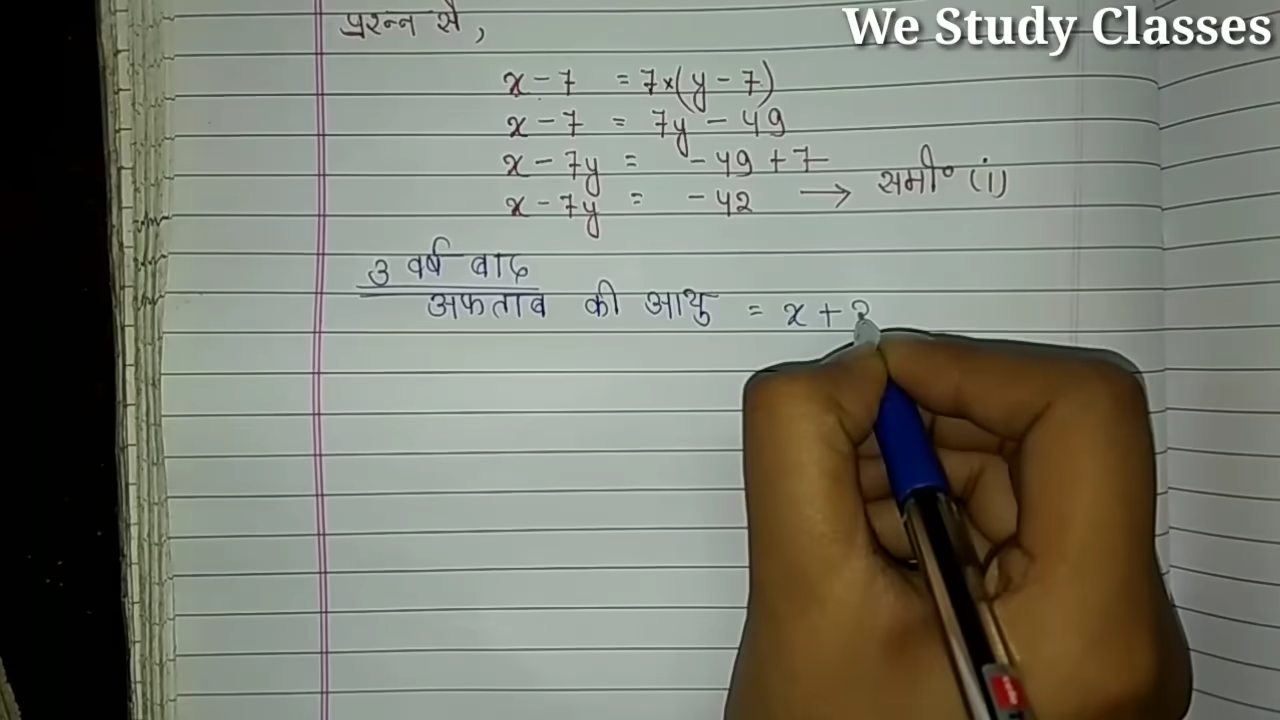 We Study Classes
प्रश्न से,
x - 7 = 7×(y - 7)
x - 7 = 7y - 49
x - 7y = - 49 + 7
x - 7y = - 42 → समी° (i)
3 वर्ष बाद
अफताब की आयु = x +